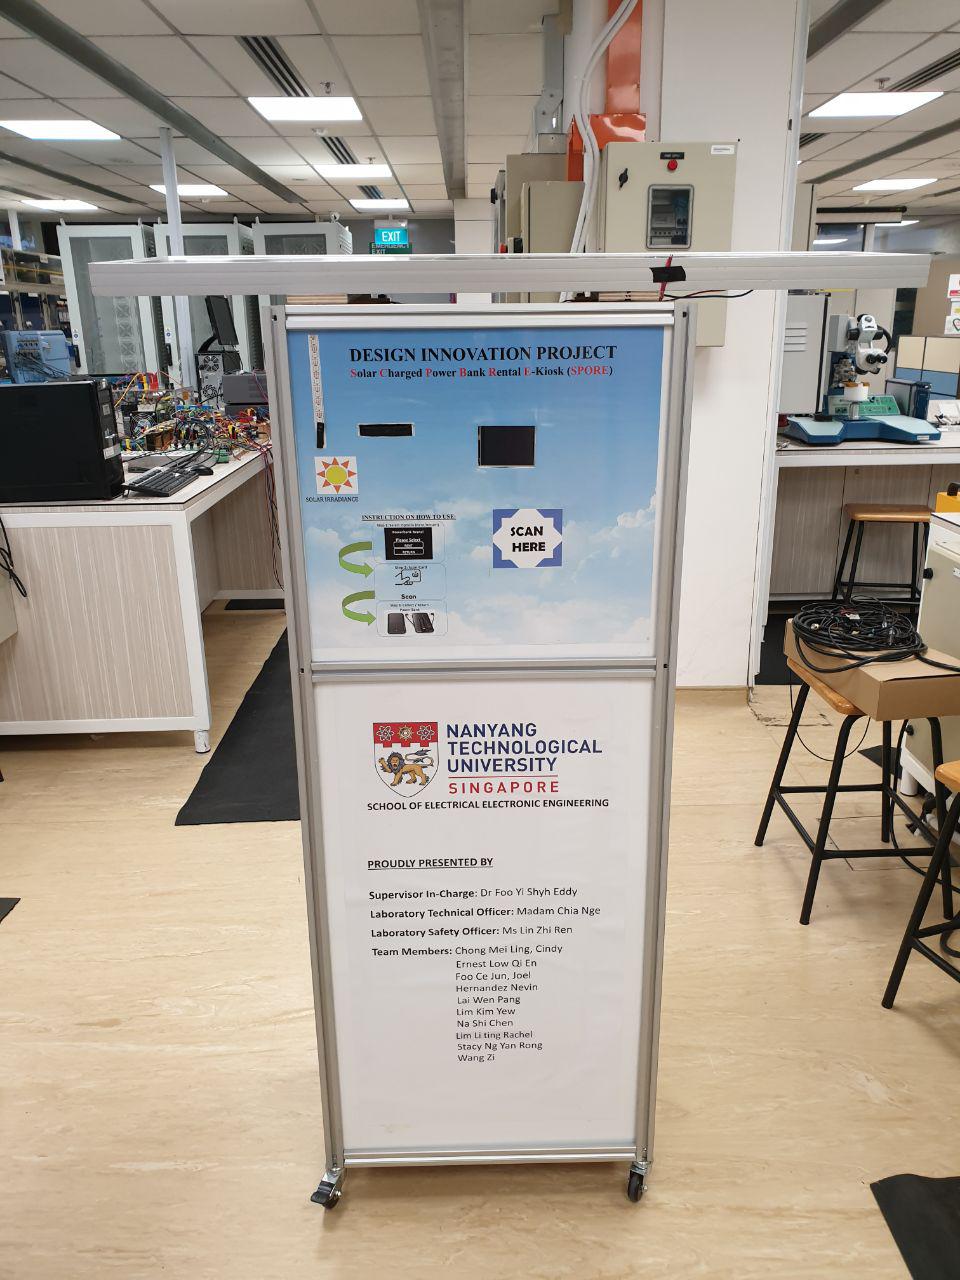 EXIT
DESIGN INNOVATION PROJECT
Solar Charged Power Bank Rental E-Kiosk (SPORE)
SOLAR IRRADIANCE
INSTRUCTION ON HOW TO USE:
Please Select
RENT
RETURN
Scan
SCAN
HERE
NANYANG
TECHNOLOGICAL
UNIVERSITY
SINGAPORE
SCHOOL OF ELECTRICAL ELECTRONIC ENGINEERING
PROUDLY PRESENTED BY
Supervisor In-Charge: Dr Foo Yi Shyh Eddy
Laboratory Technical Officer: Madam Chia Nge
Laboratory Safety Officer: Ms Lin Zhi Ren
Team Members: Chong Mei Ling, Cindy
Ernest Low Qi En
Foo Ce Jun, Joel
Hernandez Nevin
Lai Wen Pang
Lim Kim Yew
Na Shi Chen
Lim Li ting Rachel
Stacy Ng Yan Rong
Wang Zi